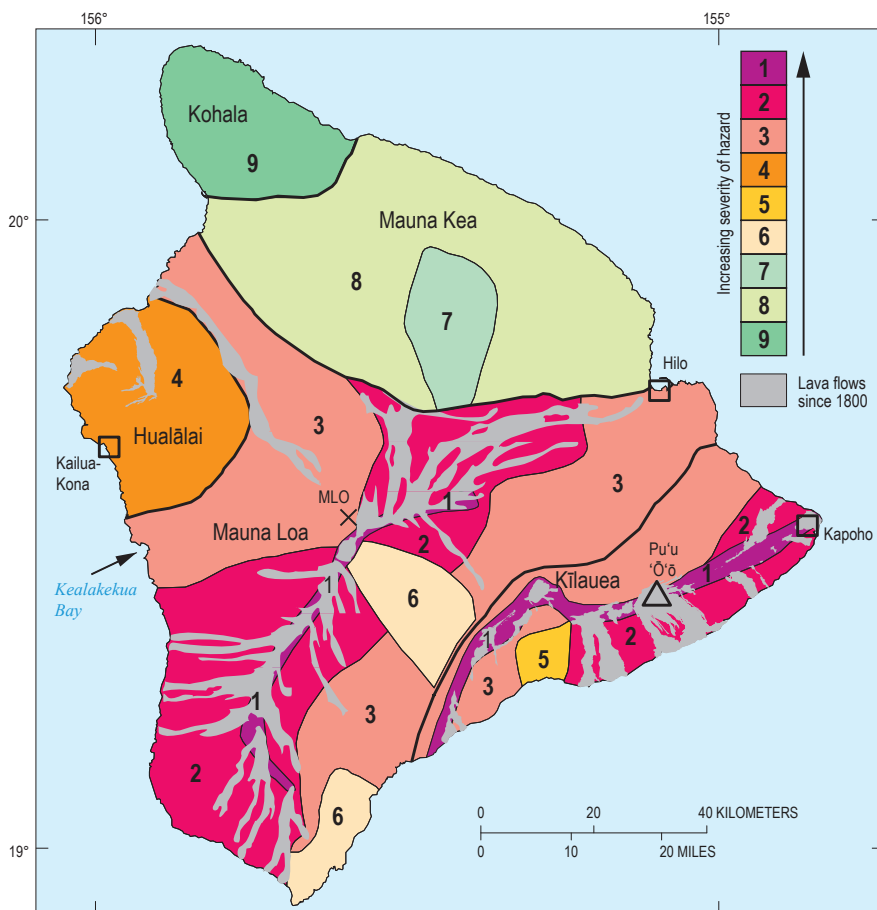 156°
155°
Kohala
9
Mauna Kea
20°
8
7
Hilo
4
Hualālai
3
Kailua-
Kona
MLO
1
3
Mauna Loa
2
2
Kapoho
Pu‘u
‘Ō‘ō
1
Kīlauea
Kealakekua
Bay
1
6
1
2
5
3
1
3
2
6
19°
Increasing severity of hazard
1
2
3
4
5
6
7
8
9
Lava flows
since 1800
0 20 40 KILOMETERS
0 10 20 MILES